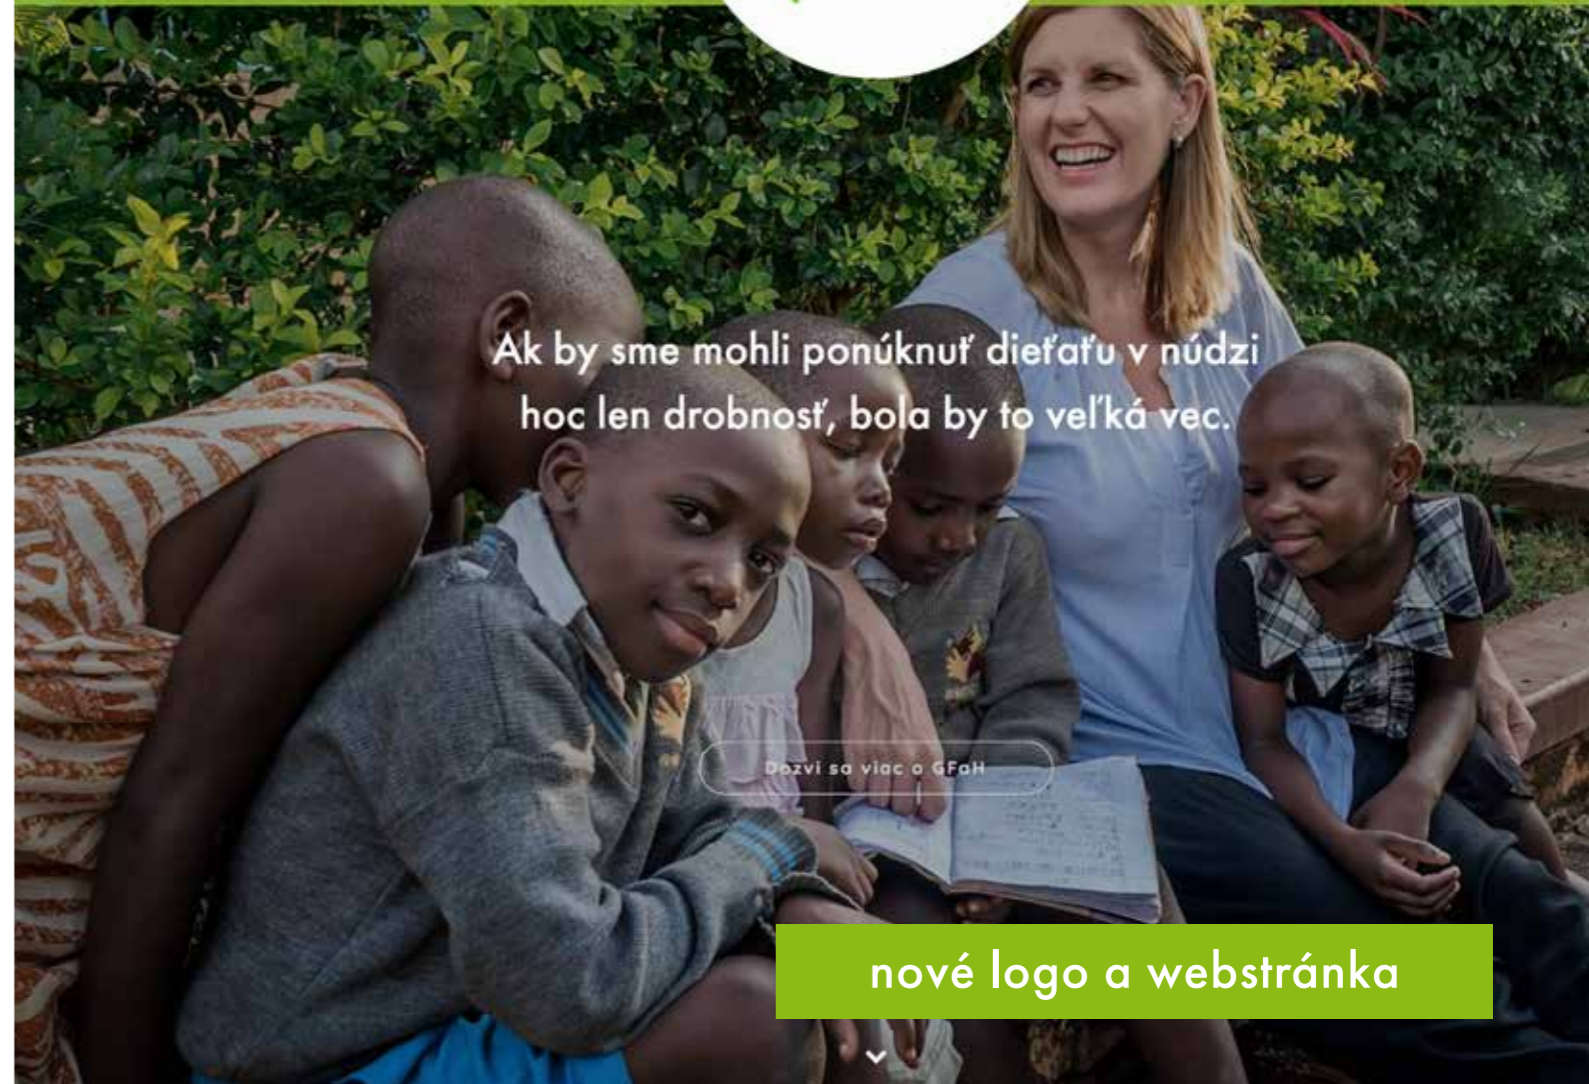 Ak by sme mohli ponúknuť dieťaťu v núdzi
hoc len drobnosť, bola by to veľká vec.
Dozvi sa viac o GFaH
nové logo a webstránka